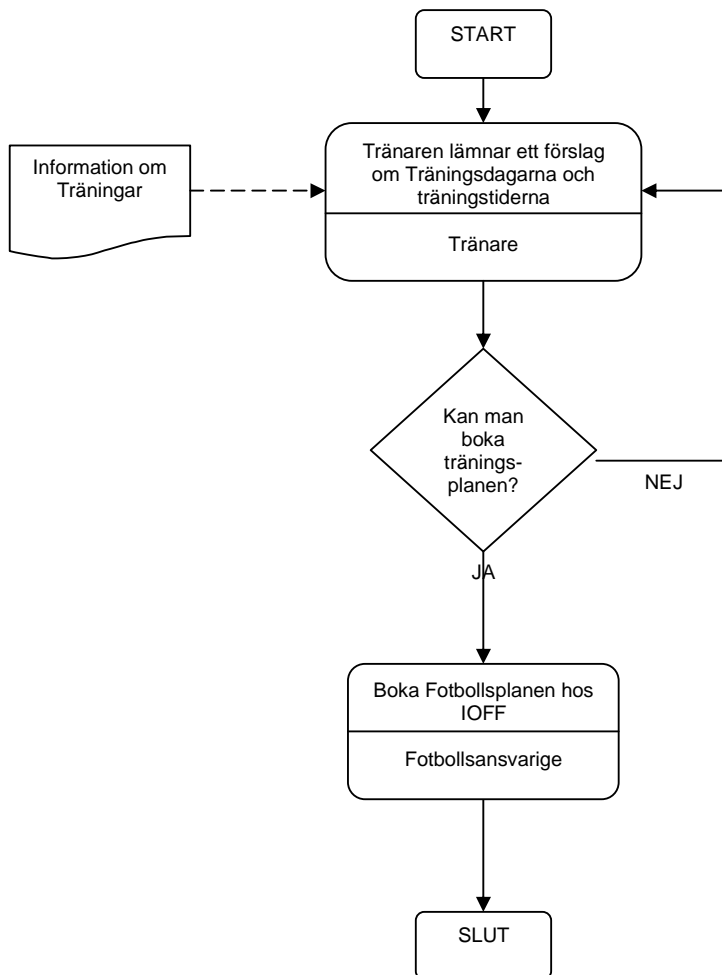 START
Information om
Träningar
Tränaren lämnar ett förslag
om Träningsdagarna och
träningstiderna
Tränare
Kan man
boka
tränings-
planen?
NEJ
JA
Boka Fotbollsplanen hos
IOFF
Fotbollsansvarige
SLUT